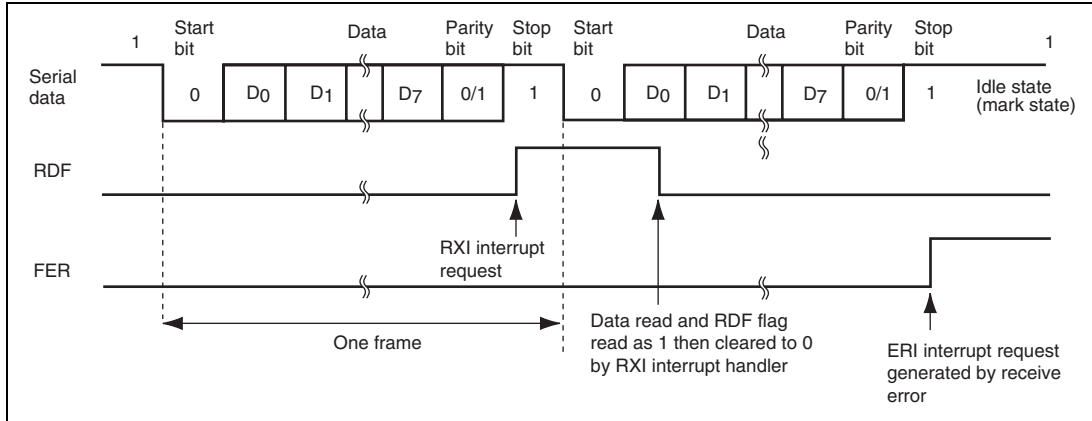 1 Start bit Data Parity bit Stop bit Start bit Data Parity bit Stop bit 1
Serial data 0 D0 D1 D7 0/1 1 0 D0 D1 D7 0/1 1 Idle state (mark state)
RDF
RXI interrupt request
FER
One frame
Data read and RDF flag
read as 1 then cleared to 0
by RXI interrupt handler
ERI interrupt request
generated by receive
error